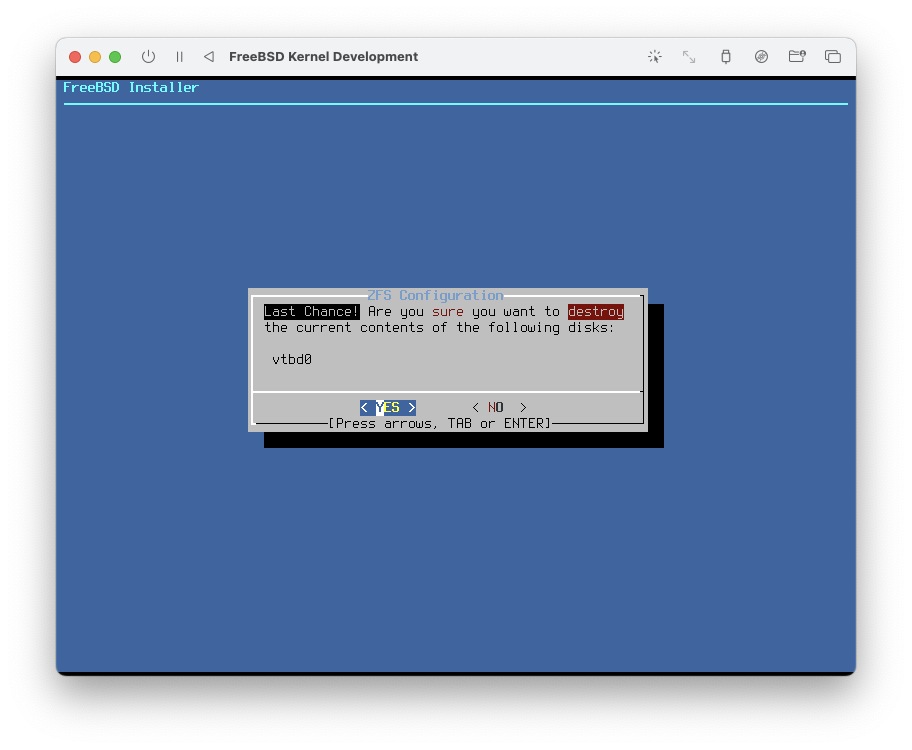 FreeBSD Kernel Development
FreeBSD Installer
ZFS Configuration
Last Chance! Are you sure you want to destroy
the current contents of the following disks:
vtbd0
< YES > < NO >
[Press arrows, TAB or ENTER]